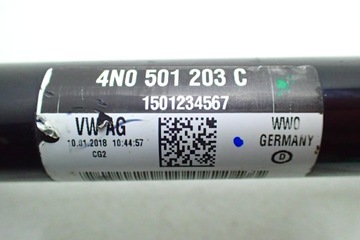 4N0 501 203 C
1501234567
VW AG
10.01.2018 10:44:57
CG2
WWO
GERMANY
D